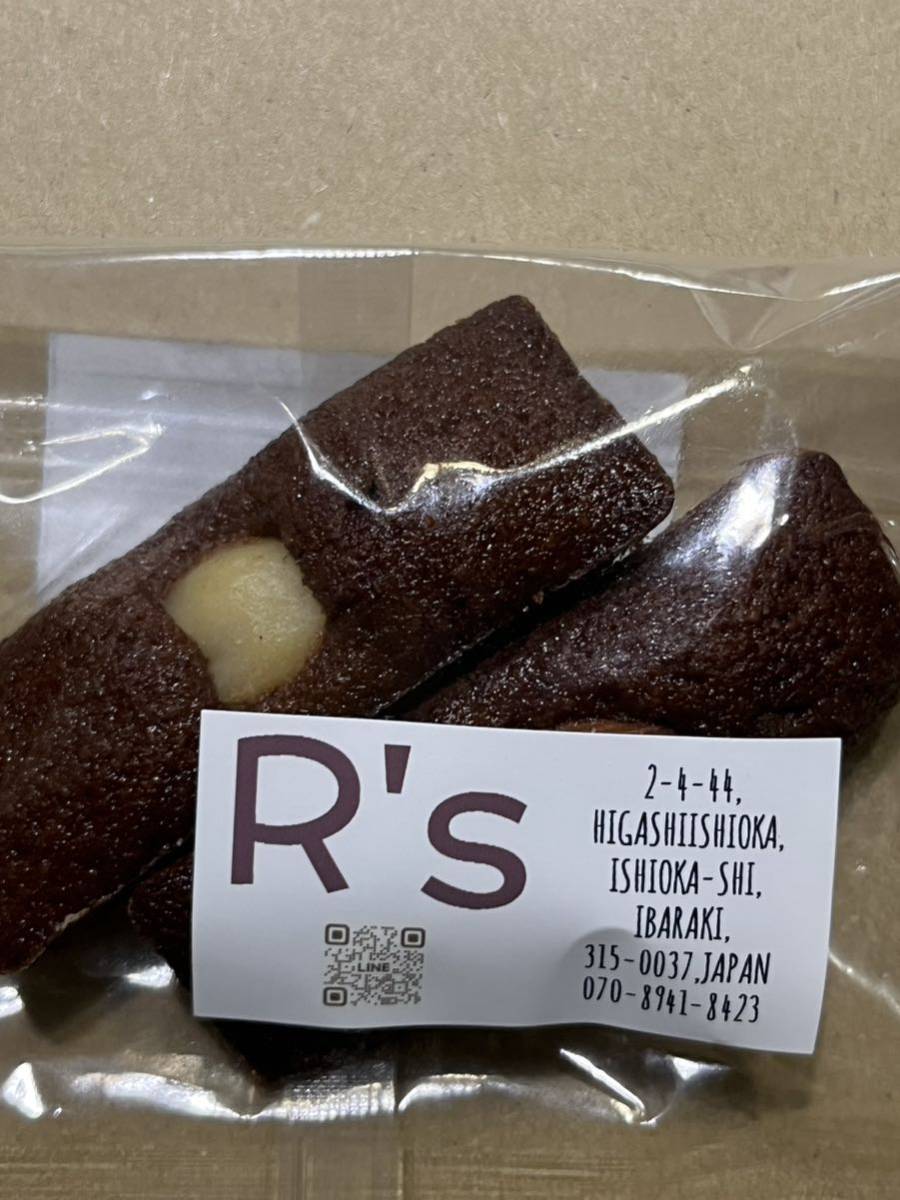 R's
LINE
2-4-44,
HIGASHIISHIOKA,
ISHIOKA-SHI,
IBARAKI,
315-0037,JAPAN
070-8941-8423